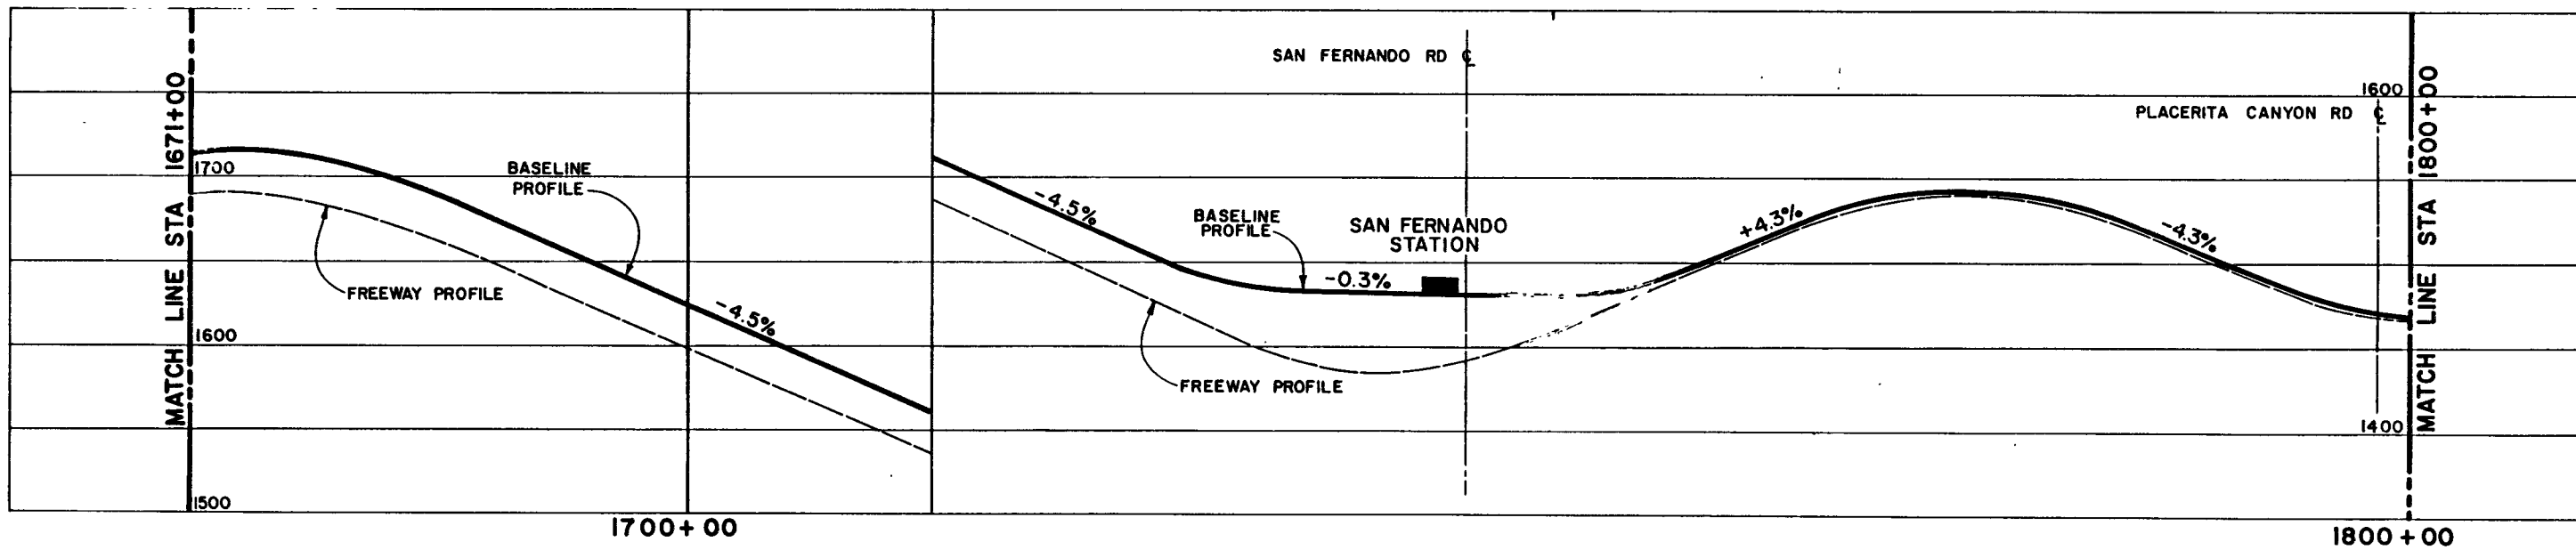 MATCH LINE STA 1671+00
1700
1600
1500
BASELINE
PROFILE
FREEWAY PROFILE
-4.5%
1700+00
SAN FERNANDO RD ℄
-4.5%
BASELINE
PROFILE
-0.3%
SAN FERNANDO
STATION
FREEWAY PROFILE
+4.3%
-4.3%
1600
PLACERITA CANYON RD ℄
1400
MATCH LINE STA 1800+00
1800+00